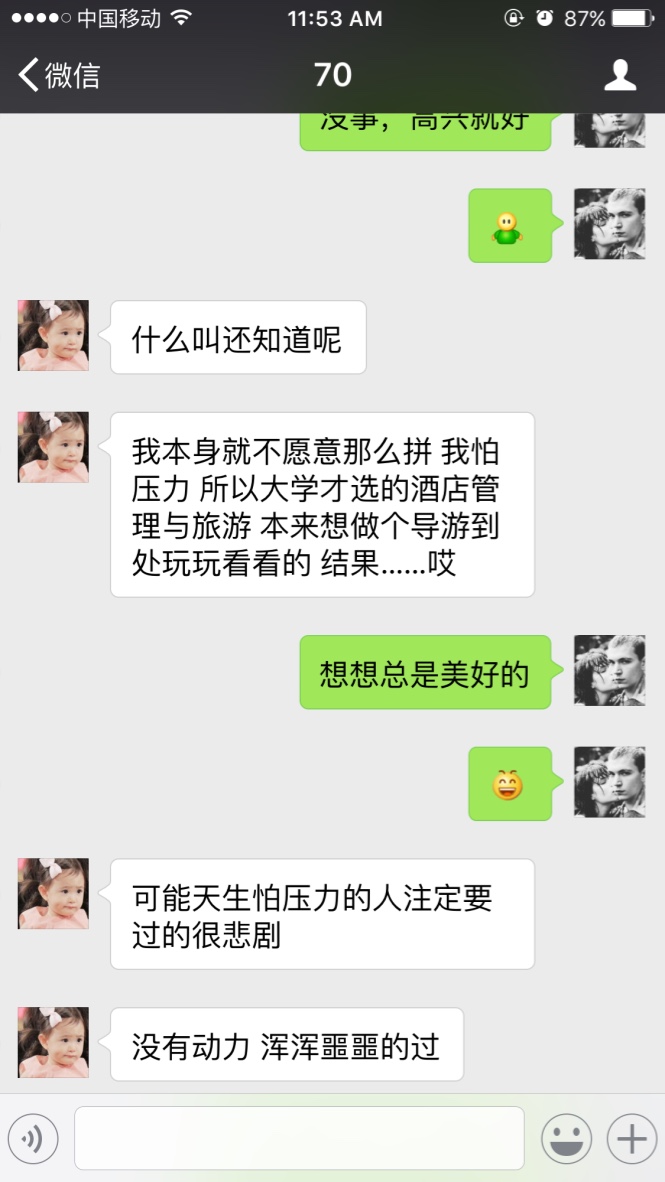 中国移动
11:53 AM
87%
微信
70
没事，高兴就好
什么叫还知道呢
我本身就不愿意那么拼 我怕
压力 所以大学才选的酒店管
理与旅游 本来想做个导游到
处玩玩看看的 结果......哎
想想总是美好的
可能天生怕压力的人注定要
过的很悲剧
没有动力 浑浑噩噩的过